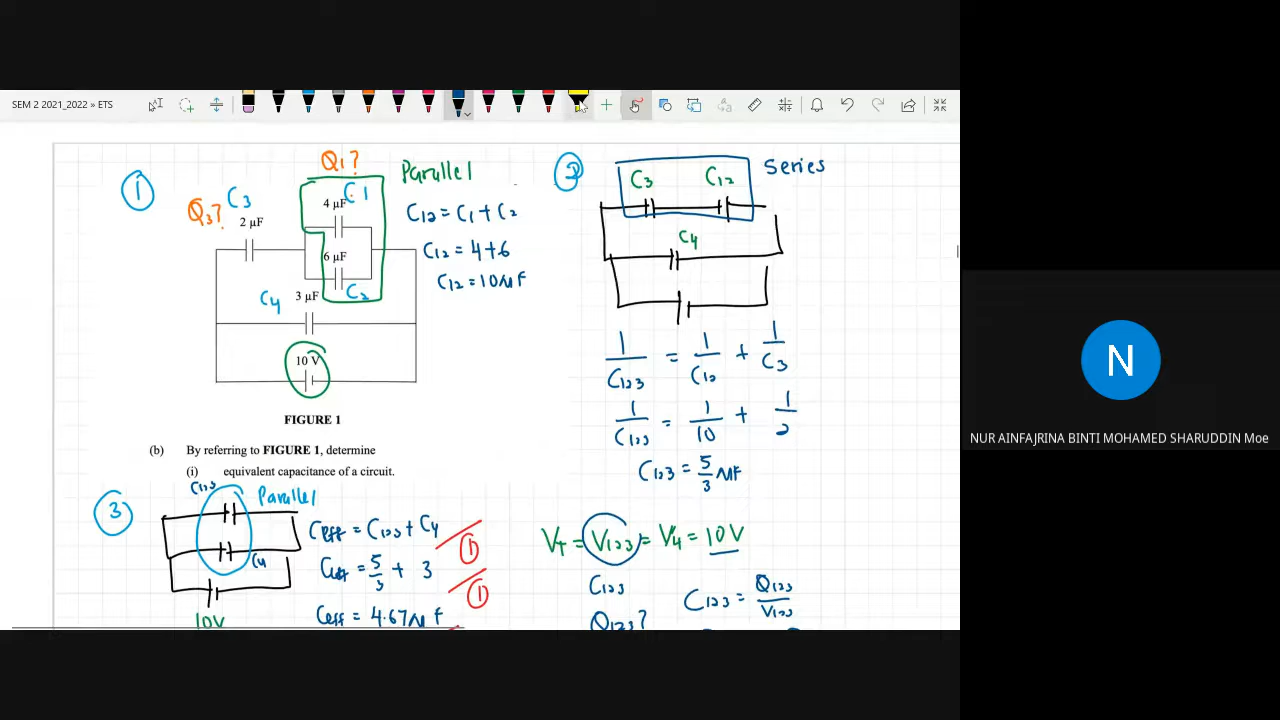 SEM 2 2021_2022 » ETS
①
Q1?
Parallel
Q3?
C3
2 µF
4 µF
C1
6 µF
C2
C4
3 µF
10 V
C12 = C1 + C2
C12 = 4+6
C12 = 10µF
FIGURE 1
(b) By referring to FIGURE 1, determine
(i) equivalent capacitance of a circuit.
②
C3
C12
Series
C4
1/C123 = 1/C12 + 1/C3
1/C123 = 1/10 + 1/2
C123 = 5/3 µF
③
C123
Parallel
C4
10V
Ceff = C123 + C4
①
Ceff = 5/3 + 3
①
Ceff = 4.67µF
VT = V123 = V4 = 10V
C123
Q123?
C123 = Q123/V123
N
NUR AINFAJRINA BINTI MOHAMED SHARUDDIN Moe